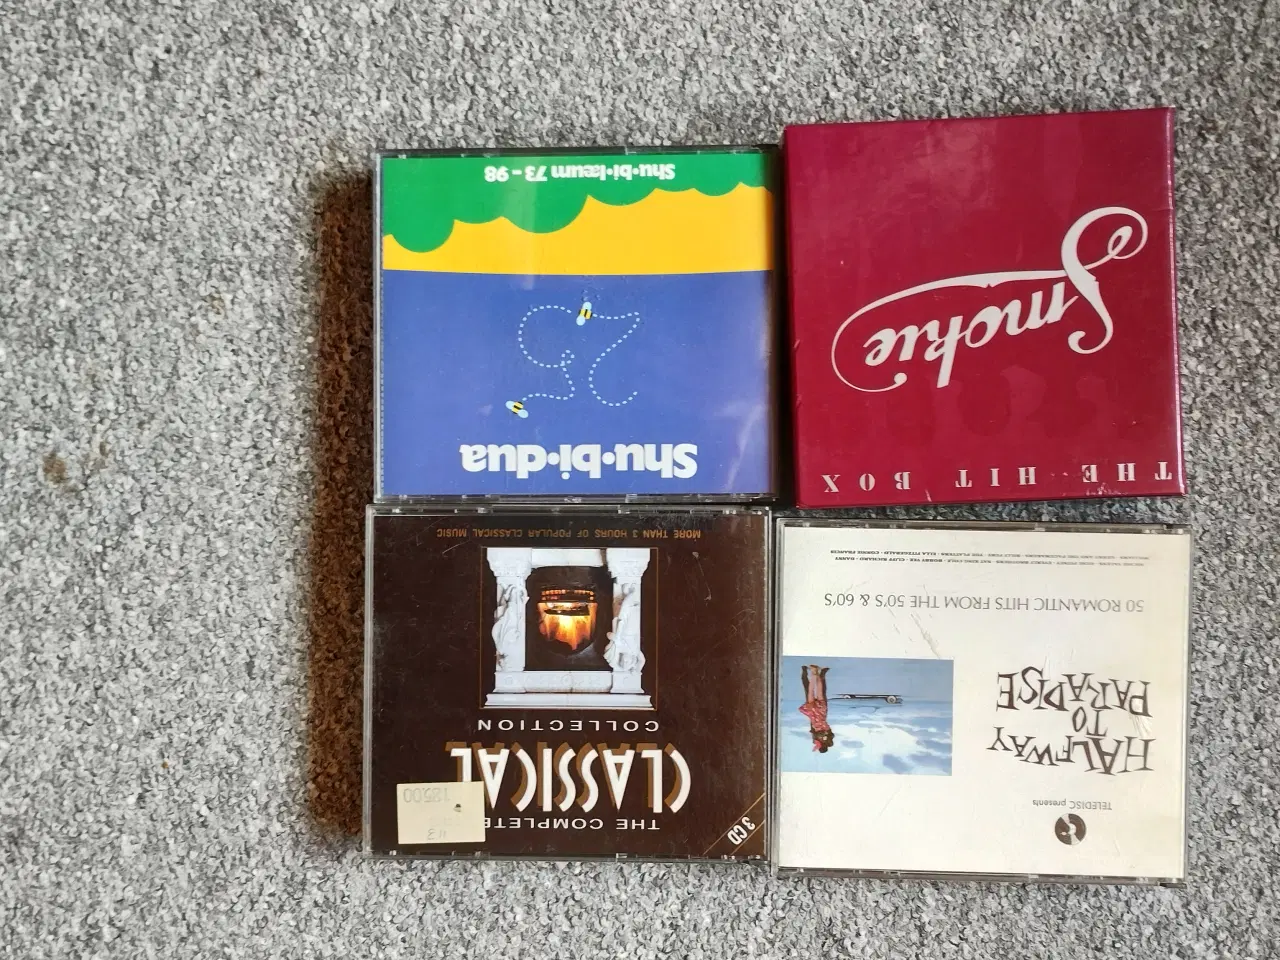 Shu•bi•dua
Shu•bi•læum 73 - 98
Smokie
THE HIT BOX
3 CD
THE COMPLETE
CLASSICAL
COLLECTION
MORE THAN 3 HOURS OF POPULAR CLASSICAL MUSIC
125.00
TELEDISC presents
HALFWAY
TO
PARADISE
50 ROMANTIC HITS FROM THE 50'S & 60'S